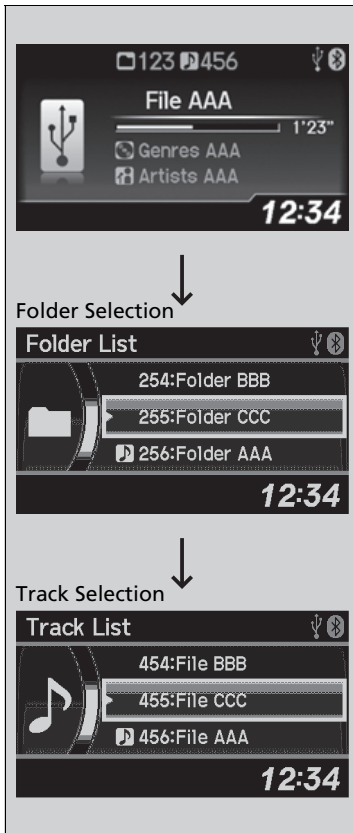 123 456
File AAA
1'23"
Genres AAA
Artists AAA
12:34
Folder Selection
Folder List
254:Folder BBB
255:Folder CCC
256:Folder AAA
12:34
Track Selection
Track List
454:File BBB
455:File CCC
456:File AAA
12:34